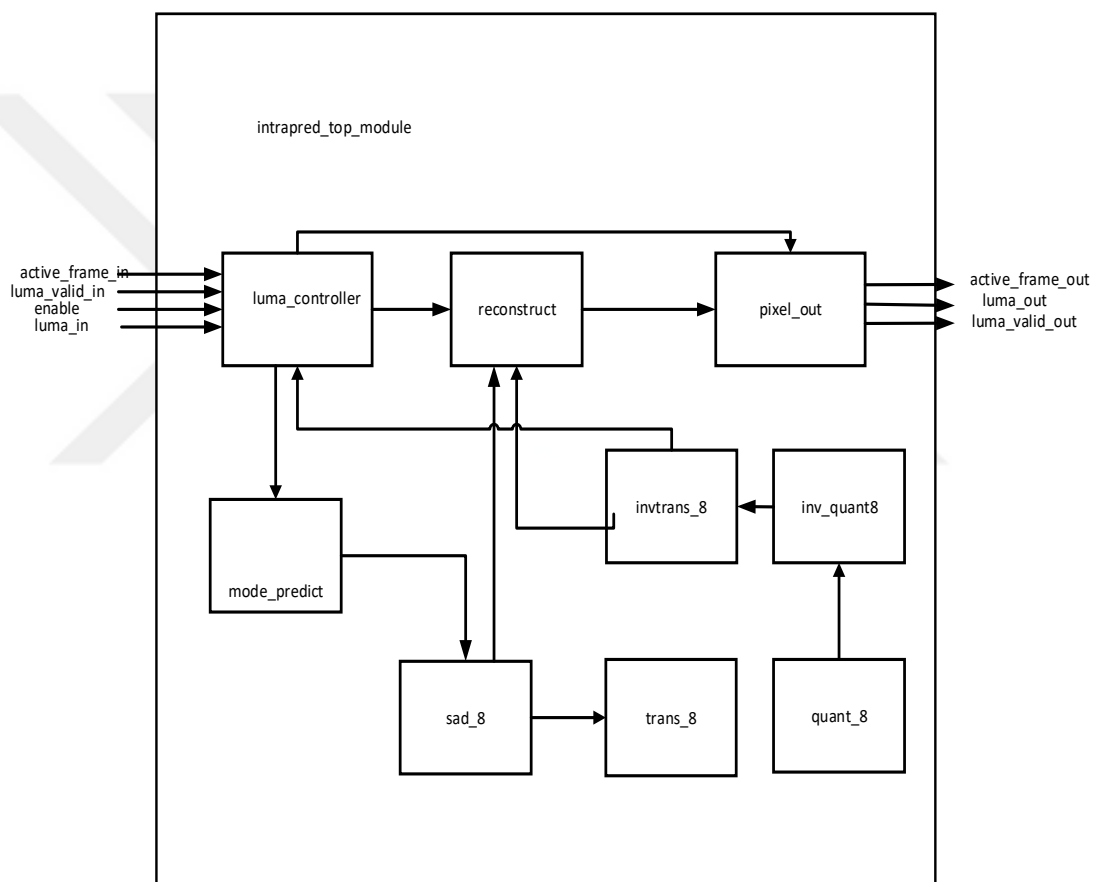 intrapred_top_module
active_frame_in
luma_valid_in
enable
luma_in
luma_controller
reconstruct
pixel_out
active_frame_out
luma_out
luma_valid_out
invtrans_8
inv_quant8
mode_predict
sad_8
trans_8
quant_8